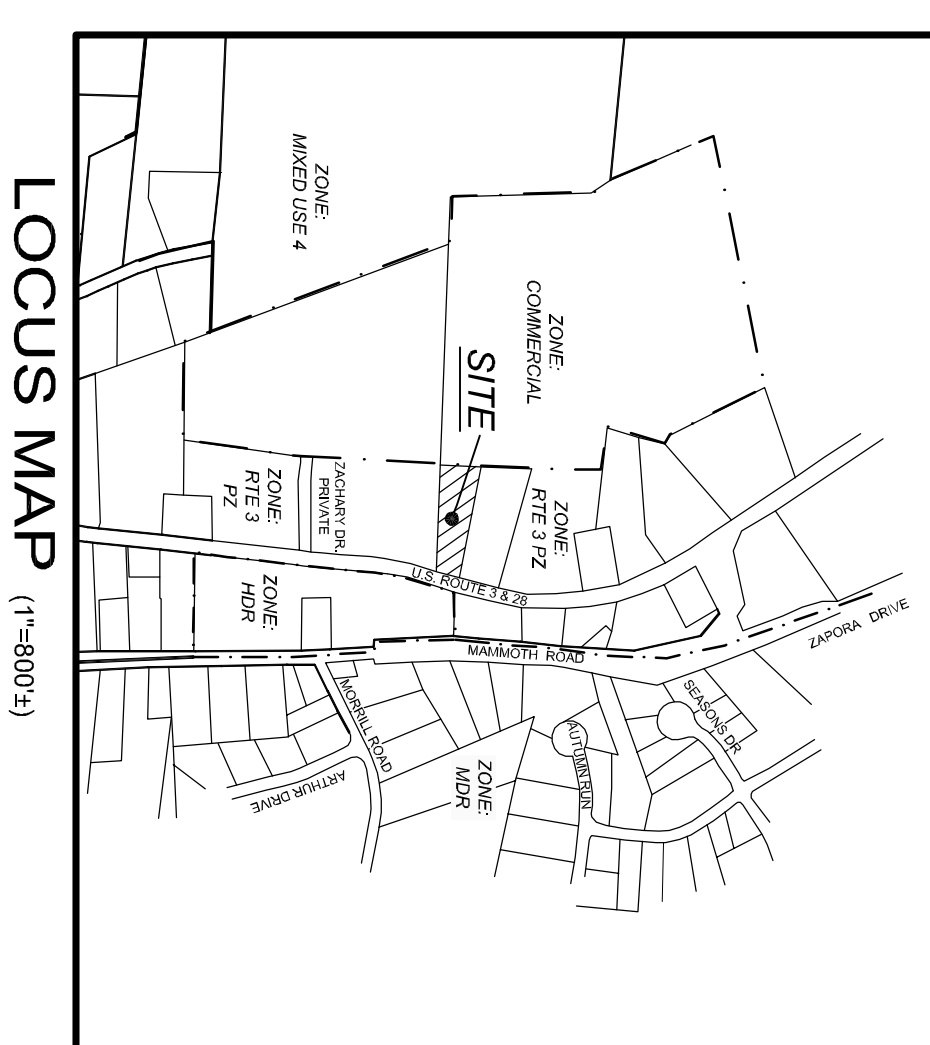 ZONE:
MIXED USE 4
ZONE:
COMMERCIAL
SITE
ZONE:
RTE 3
PZ
ZACHARY DR.
PRIVATE
ZONE:
RTE 3 PZ
U.S. ROUTE 3 & 28
ZONE:
HDR
MAMMOTH ROAD
ZAPORA DRIVE
MORRILL ROAD
ARTHUR DRIVE
SEASONS DR
AUTUMN RUN
ZONE:
MDR
LOCUS MAP (1"=800'±)